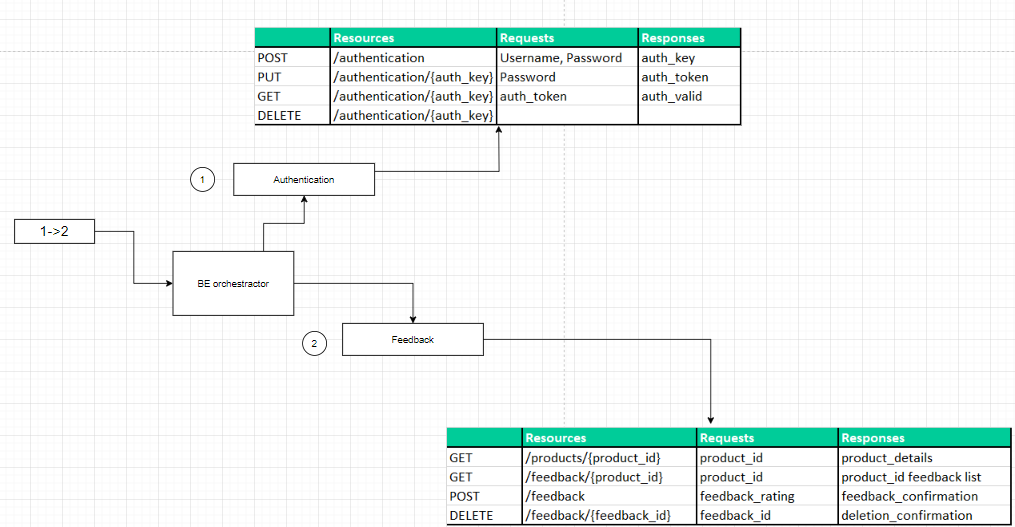 Resources Requests Responses
POST /authentication Username, Password auth_key
PUT /authentication/{auth_key} Password auth_token
GET /authentication/{auth_key} auth_token auth_valid
DELETE /authentication/{auth_key}
1 Authentication
1->2
BE orchestractor
2 Feedback
Resources Requests Responses
GET /products/{product_id} product_id product_details
GET /feedback/{product_id} product_id product_id feedback list
POST /feedback feedback_rating feedback_confirmation
DELETE /feedback/{feedback_id} feedback_id deletion_confirmation